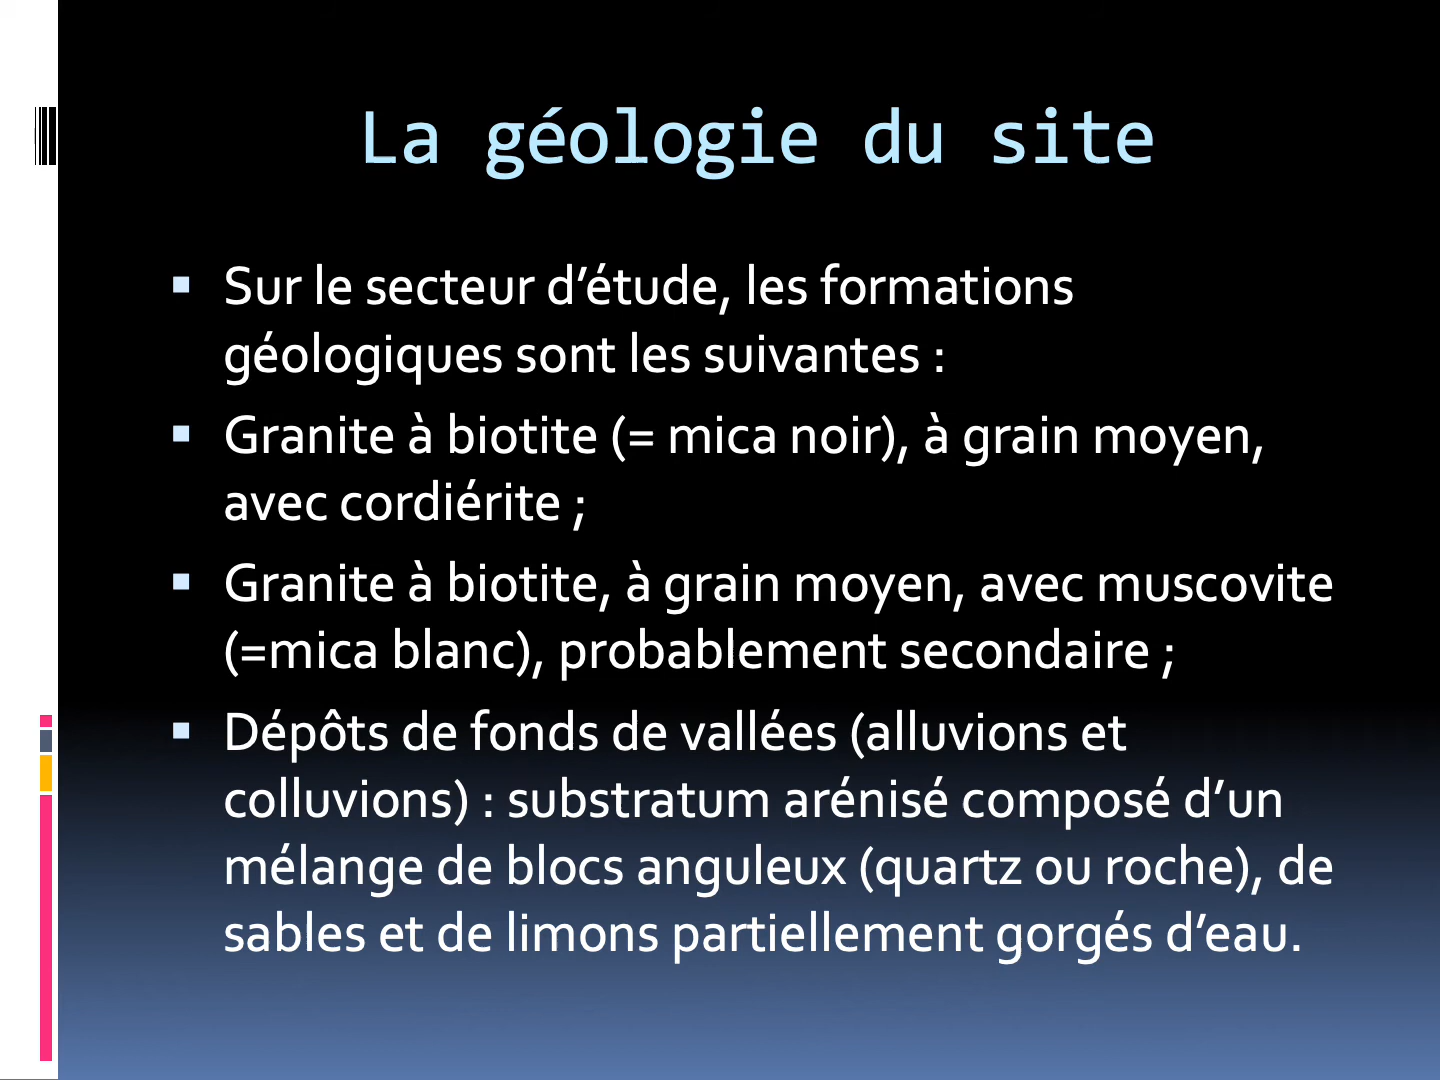 La géologie du site
Sur le secteur d’étude, les formations
géologiques sont les suivantes :
Granite à biotite (= mica noir), à grain moyen,
avec cordiérite ;
Granite à biotite, à grain moyen, avec muscovite
(=mica blanc), probablement secondaire ;
Dépôts de fonds de vallées (alluvions et
colluvions) : substratum arénisé composé d’un
mélange de blocs anguleux (quartz ou roche), de
sables et de limons partiellement gorgés d’eau.